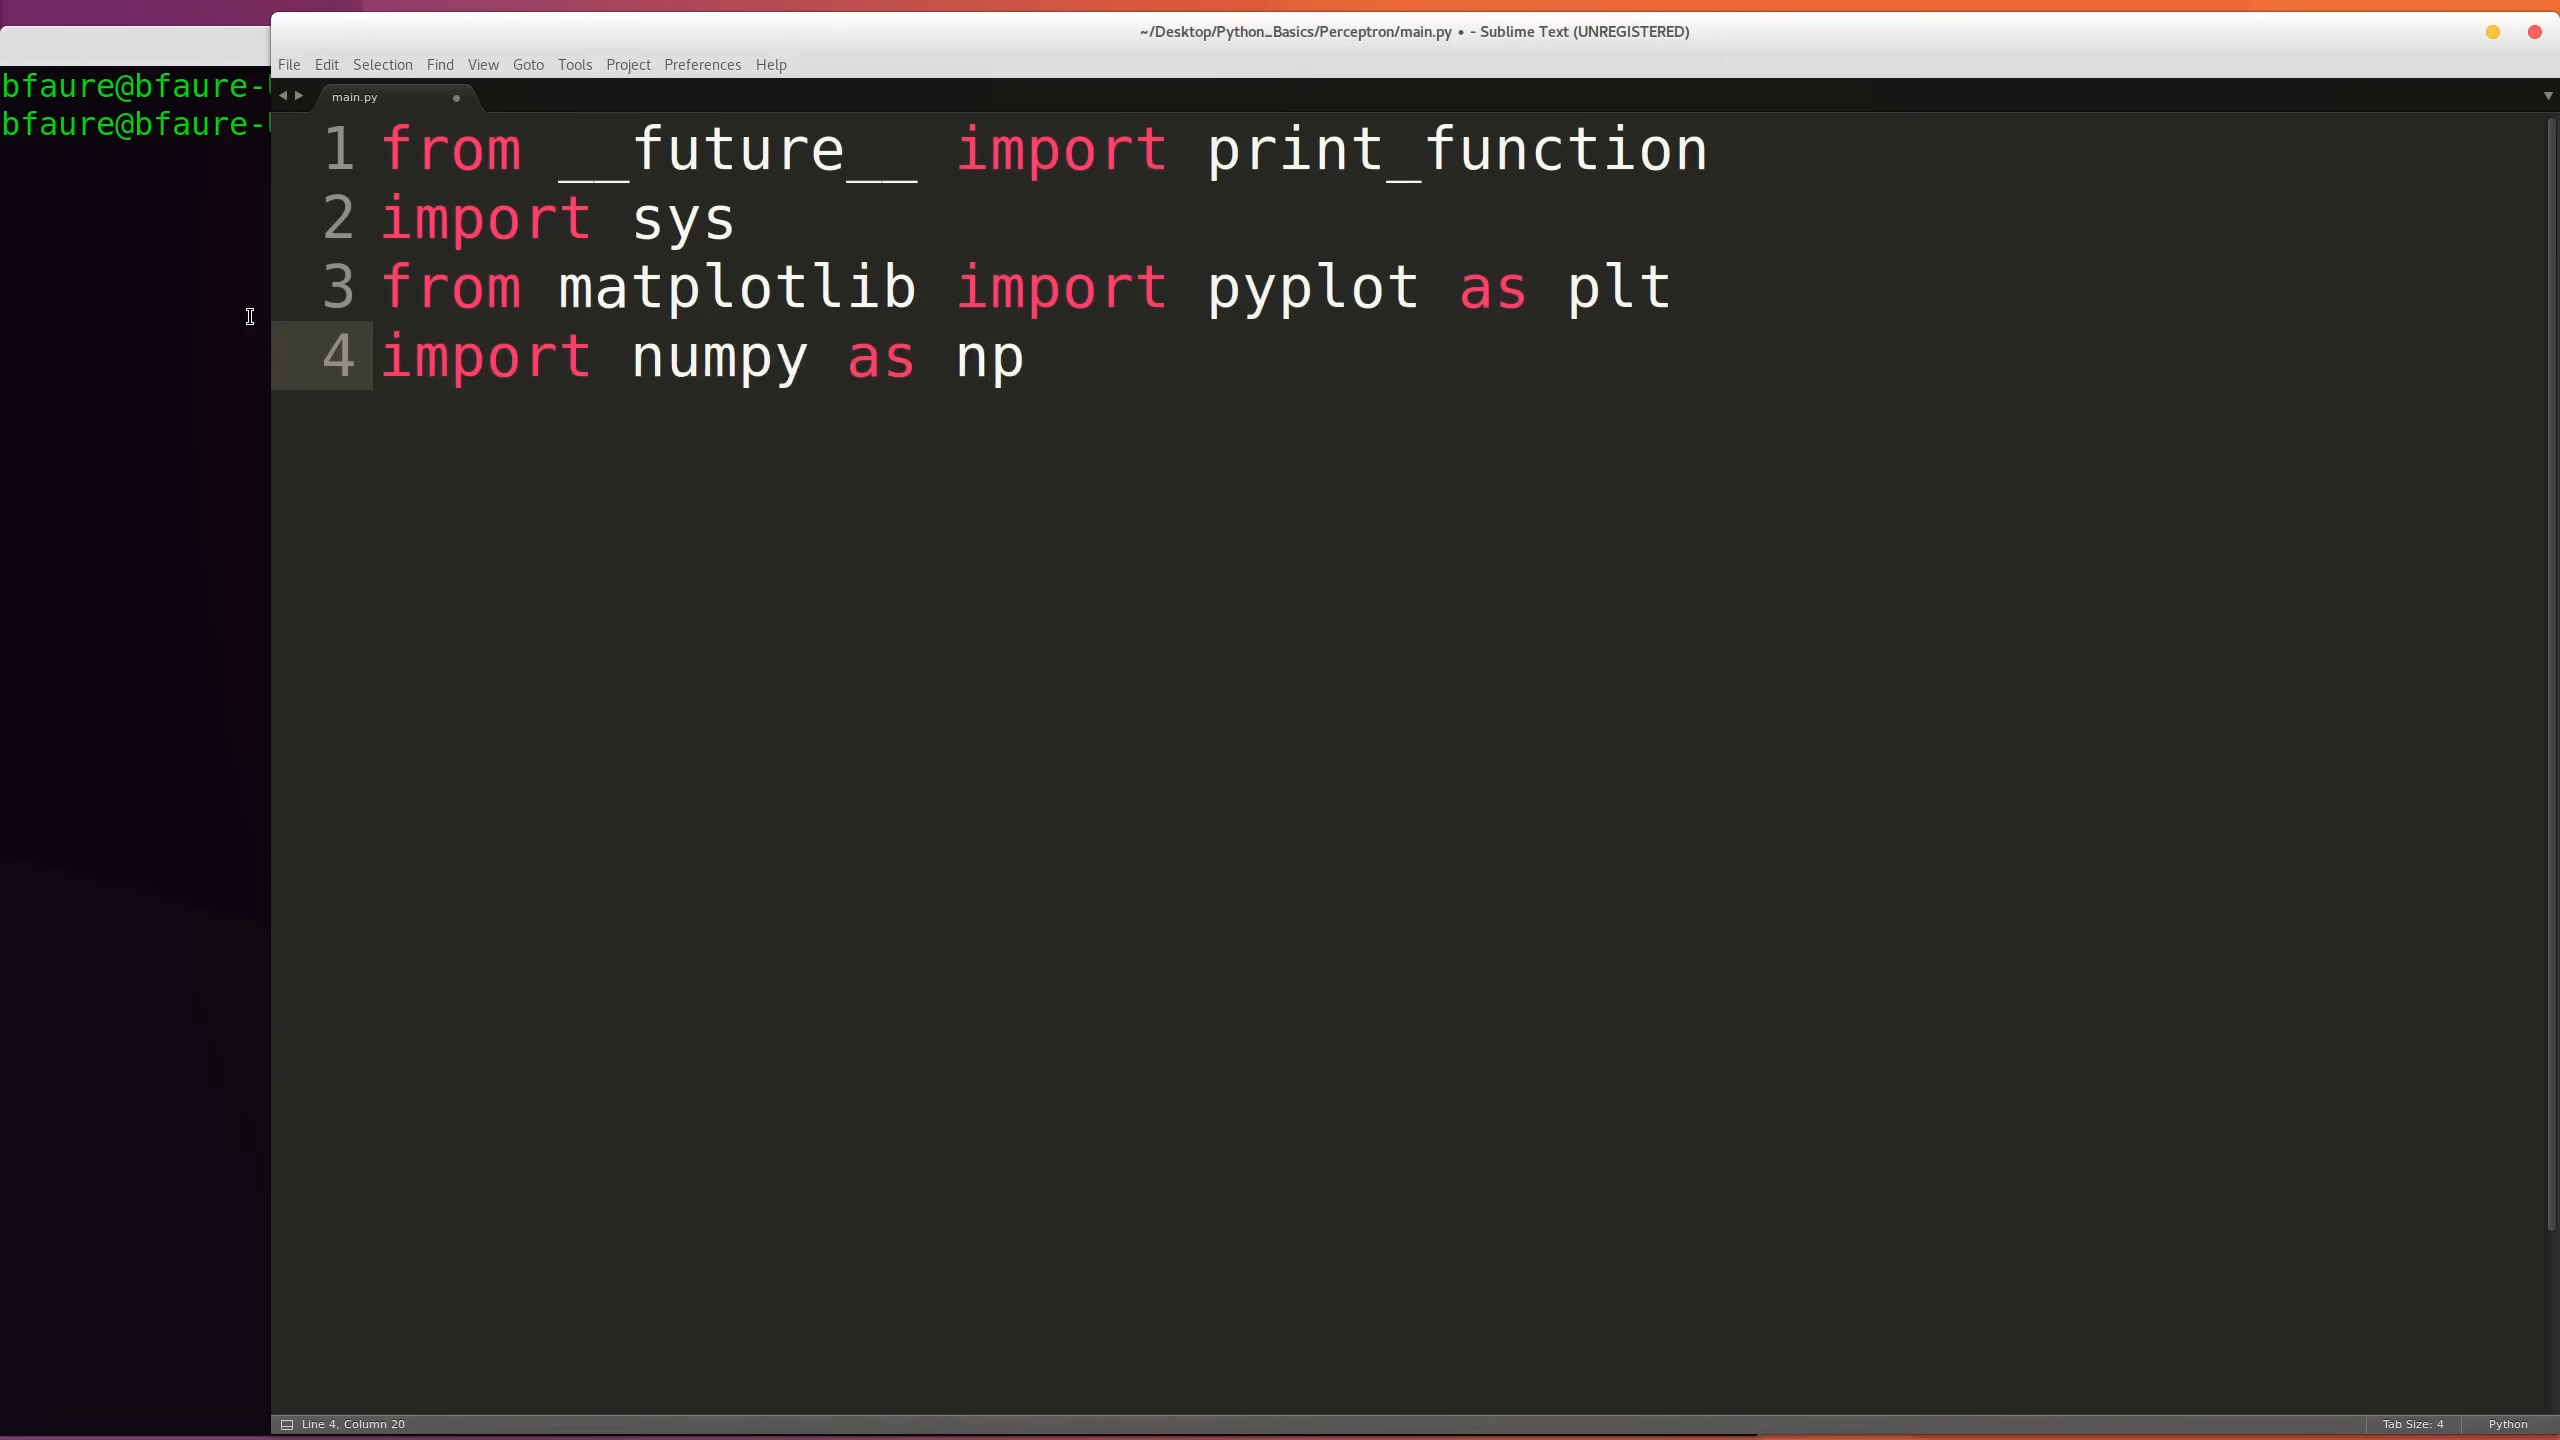 ~/Desktop/Python_Basics/Perceptron/main.py • - Sublime Text (UNREGISTERED)
File Edit Selection Find View Goto Tools Project Preferences Help
bfaure@bfaure-
bfaure@bfaure-
main.py
1 from __future__ import print_function
2 import sys
3 from matplotlib import pyplot as plt
4 import numpy as np
Line 4, Column 20
Tab Size: 4
Python